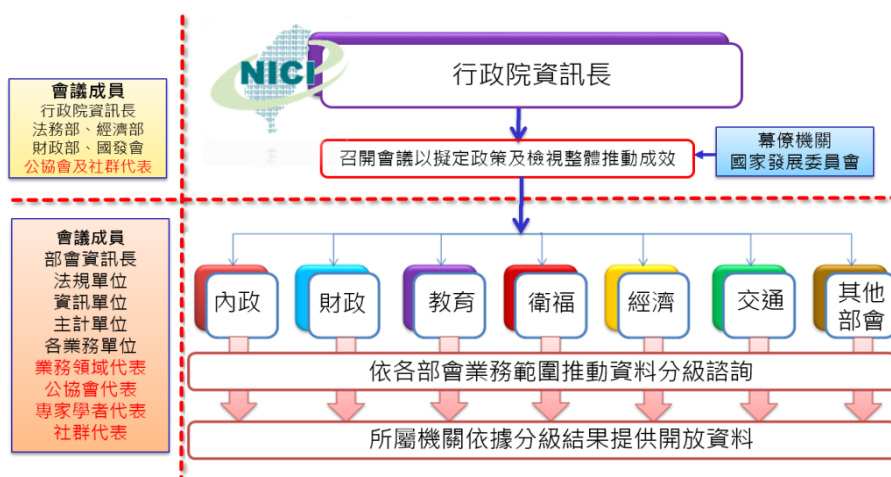 NICI
行政院資訊長
會議成員
行政院資訊長
法務部、經濟部
財政部、國發會
公協會及社群代表
召開會議以擬定政策及檢視整體推動成效
幕僚機關
國家發展委員會
會議成員
部會資訊長
法規單位
資訊單位
主計單位
各業務單位
業務領域代表
公協會代表
專家學者代表
社群代表
內政
財政
教育
衛福
經濟
交通
其他
部會
依各部會業務範圍推動資料分級諮詢
所屬機關依據分級結果提供開放資料